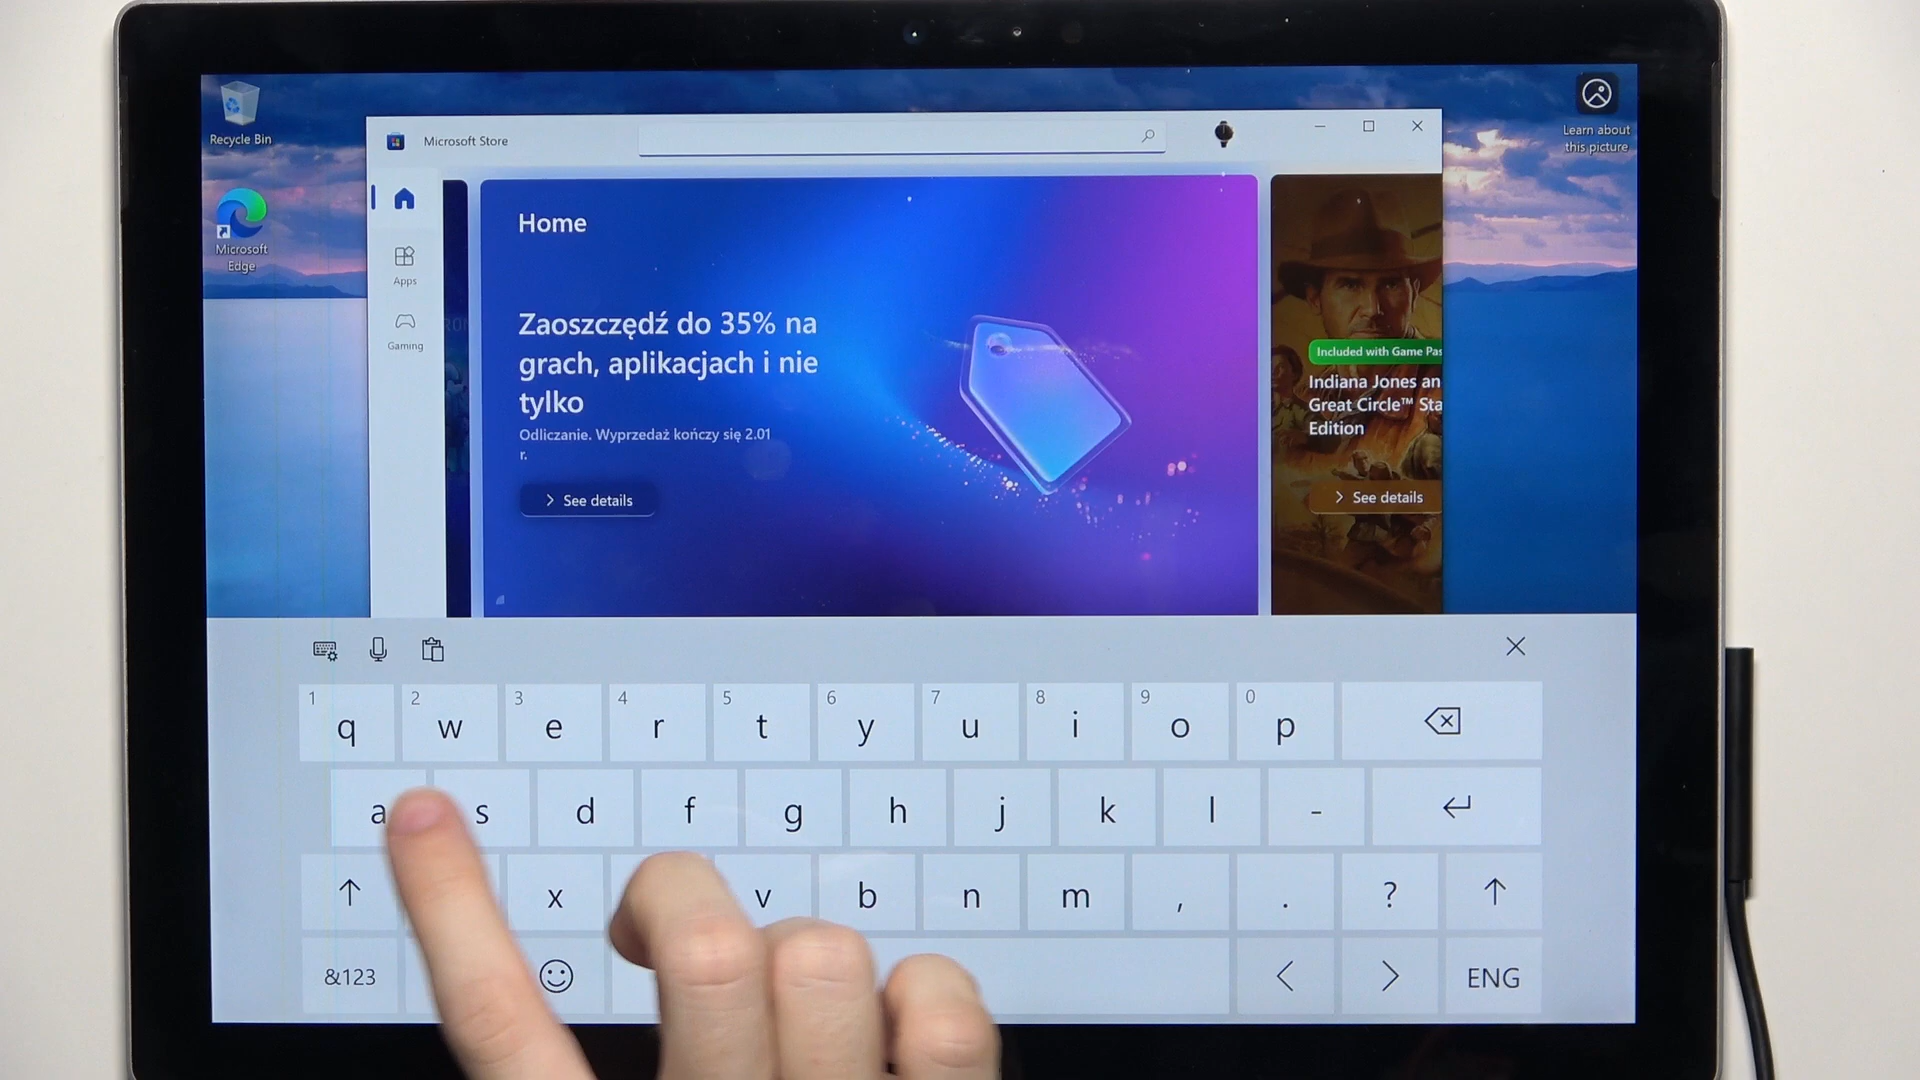 Recycle Bin
Microsoft
Edge
Learn about
this picture
Microsoft Store
Apps
Gaming
Home
Zaoszczędź do 35% na
grach, aplikacjach i nie
tylko
Odliczanie. Wyprzedaż kończy się 2.01
r.
> See details
Included with Game Pas
Indiana Jones an
Great Circle™ Sta
Edition
> See details
1 2 3 4 5 6 7 8 9 0
q w e r t y u i o p
a s d f g h j k l -
x v b n m , . ?
&123 < > ENG